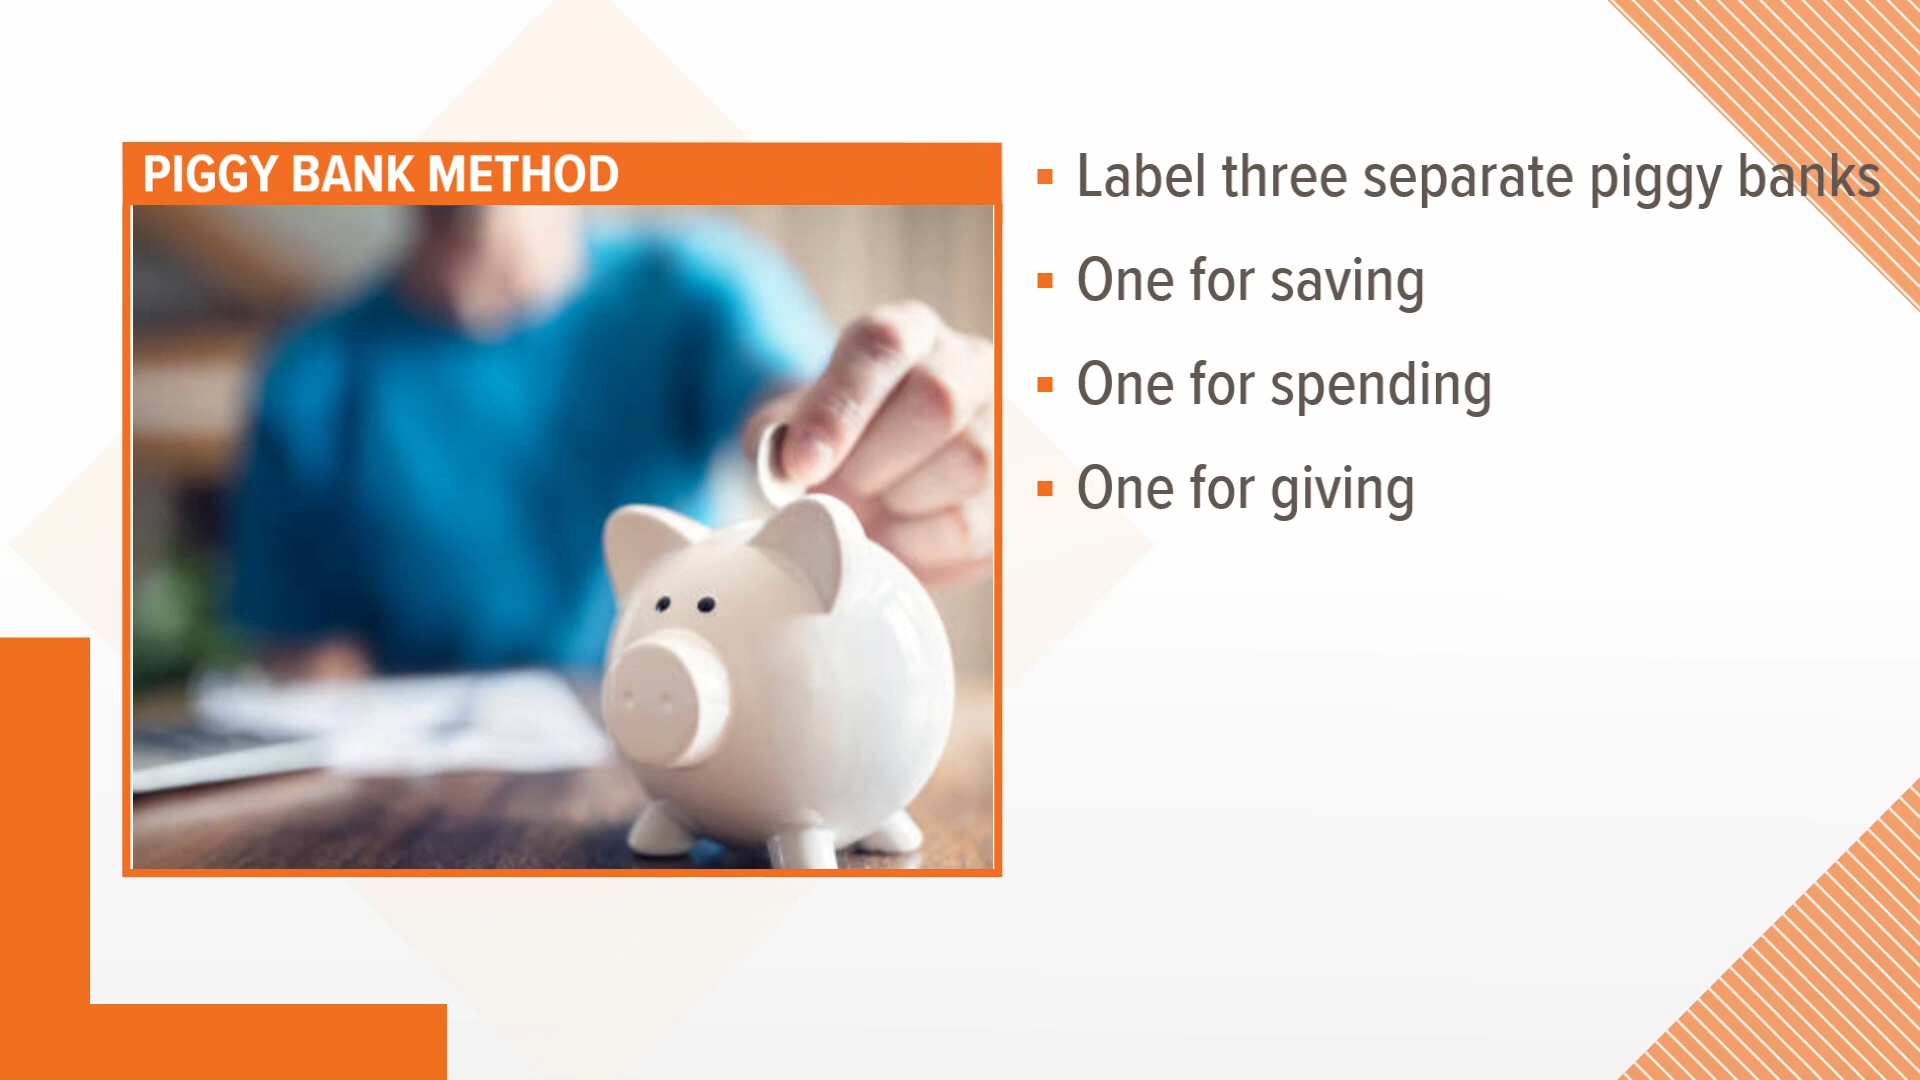 PIGGY BANK METHOD
Label three separate piggy banks
One for saving
One for spending
One for giving